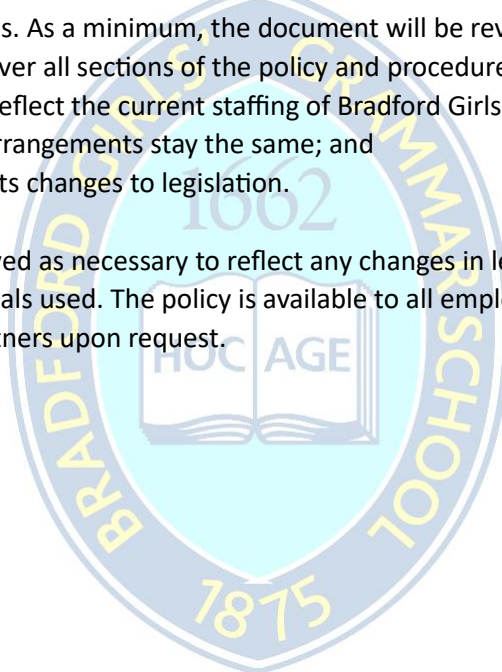 s. As a minimum, the document will be rev
ver all sections of the policy and procedure
reflect the current staffing of Bradford Girls
rrangements stay the same; and
ts changes to legislation.
ved as necessary to reflect any changes in le
als used. The policy is available to all emplo
tners upon request.
BRADFORD GIRLS' GRAMMAR SCHOOL
1662
HOC AGE
1875